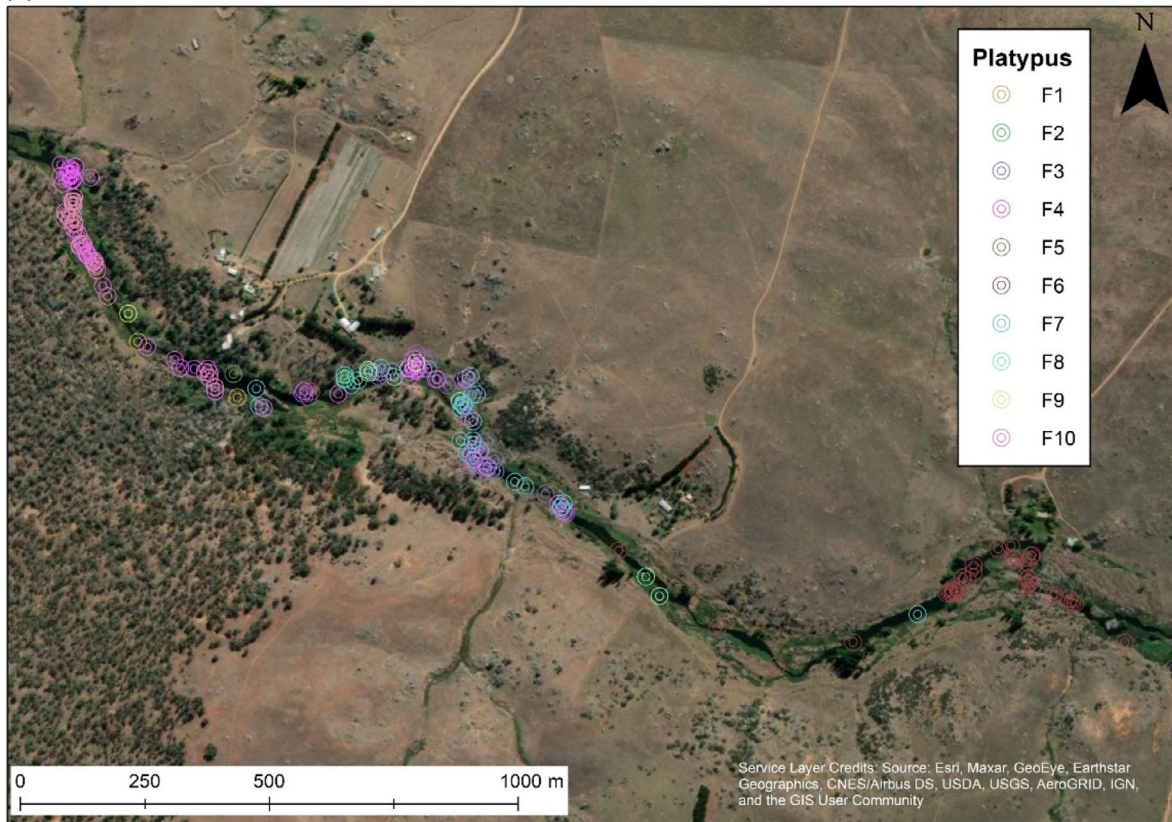 N
Platypus
F1
F2
F3
F4
F5
F6
F7
F8
F9
F10
0 250 500 1000 m
Service Layer Credits: Source: Esri, Maxar, GeoEye, Earthstar
Geographics, CNES/Airbus DS, USDA, USGS, AeroGRID, IGN,
and the GIS User Community